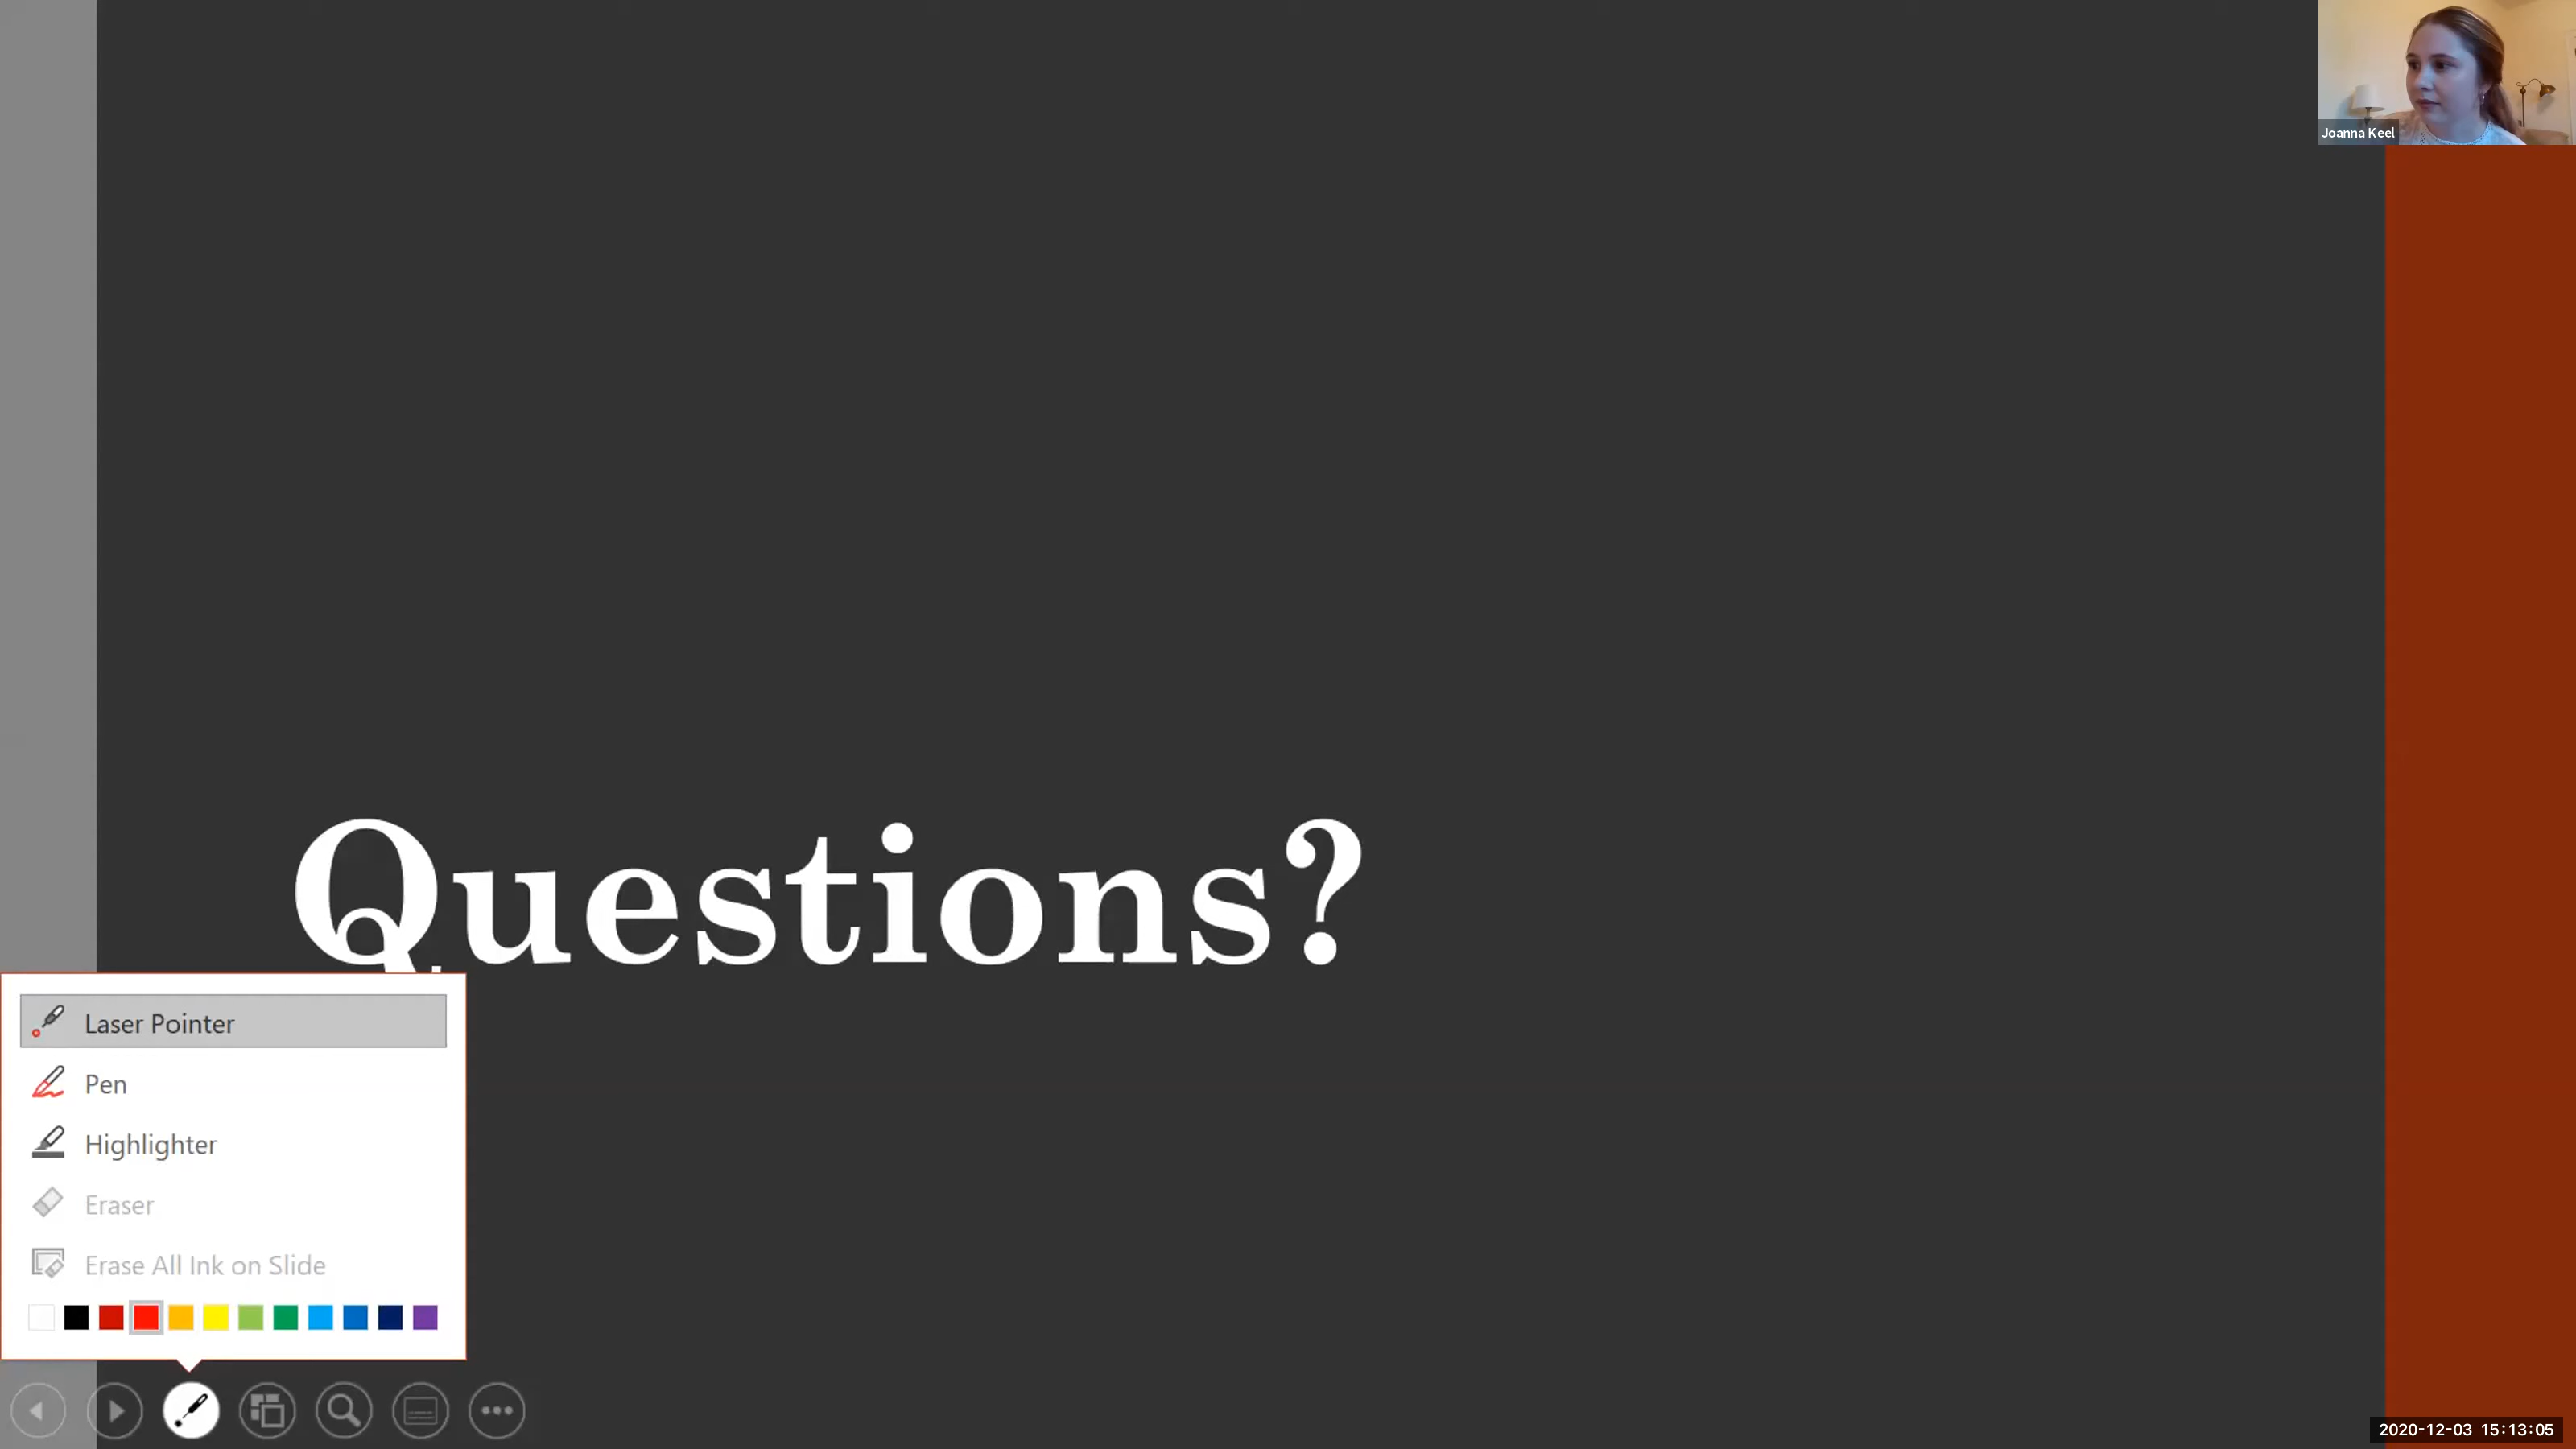 Joanna Keel
Questions?
Laser Pointer
Pen
Highlighter
Eraser
Erase All Ink on Slide
2020-12-03 15:13:05